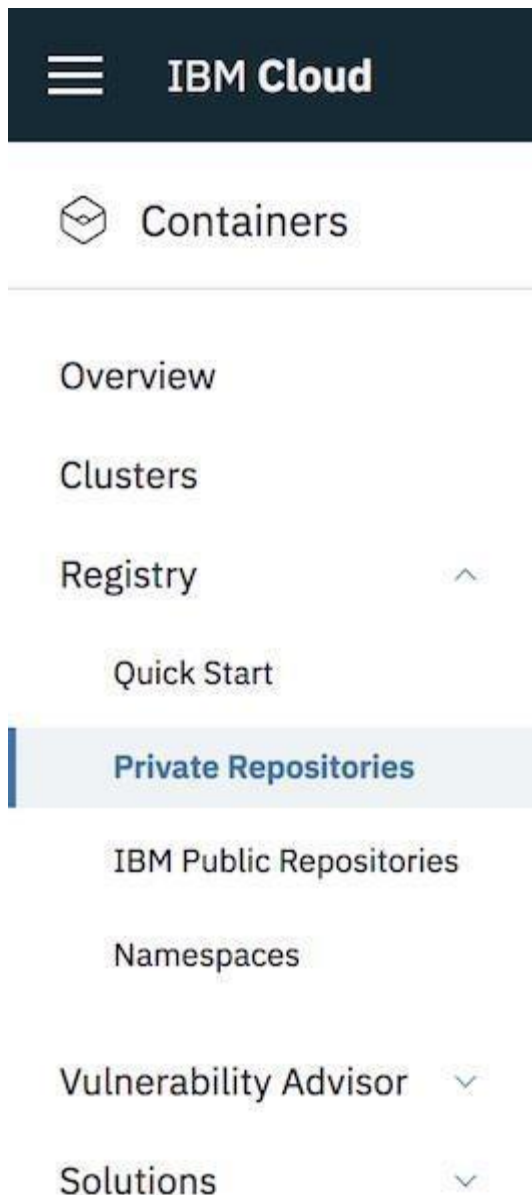 IBM Cloud
Containers
Overview
Clusters
Registry
Quick Start
Private Repositories
IBM Public Repositories
Namespaces
Vulnerability Advisor
Solutions